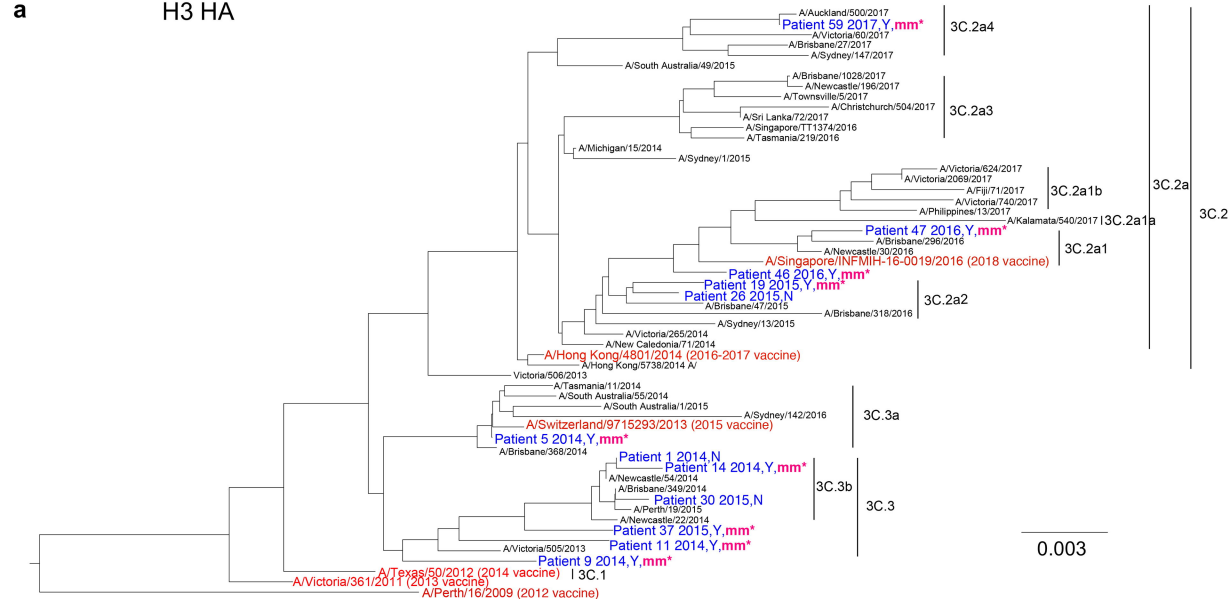 a
H3 HA
A/Auckland/500/2017
Patient 59 2017,Y,mm*
A/Victoria/60/2017
A/Brisbane/27/2017
A/Sydney/147/2017
3C.2a4
A/South Australia/49/2015
A/Brisbane/1028/2017
A/Newcastle/196/2017
A/Townsville/5/2017
A/Christchurch/504/2017
A/Sri Lanka/72/2017
A/Singapore/TT1374/2016
A/Tasmania/219/2016
3C.2a3
A/Michigan/15/2014
A/Sydney/1/2015
A/Victoria/624/2017
A/Victoria/2069/2017
A/Fiji/71/2017
A/Victoria/740/2017
A/Philippines/13/2017
3C.2a1b
3C.2a
3C.2
A/Kalamata/540/2017
3C.2a1a
Patient 47 2016,Y,mm*
A/Brisbane/296/2016
A/Newcastle/30/2016
A/Singapore/INFMIH-16-0019/2016 (2018 vaccine)
3C.2a1
Patient 46 2016,Y,mm*
Patient 19 2015,Y,mm*
Patient 26 2015,N
A/Brisbane/47/2015
A/Brisbane/318/2016
3C.2a2
A/Sydney/13/2015
A/Victoria/265/2014
A/New Caledonia/71/2014
A/Hong Kong/4801/2014 (2016-2017 vaccine)
A/Hong Kong/5738/2014 A/
Victoria/506/2013
A/Tasmania/11/2014
A/South Australia/55/2014
A/South Australia/1/2015
A/Sydney/142/2016
A/Switzerland/9715293/2013 (2015 vaccine)
Patient 5 2014,Y,mm*
A/Brisbane/368/2014
3C.3a
Patient 1 2014,N
Patient 14 2014,Y,mm*
A/Newcastle/54/2014
A/Brisbane/349/2014
Patient 30 2015,N
A/Perth/19/2015
A/Newcastle/22/2014
3C.3b
3C.3
Patient 37 2015,Y,mm*
Patient 11 2014,Y,mm*
A/Victoria/505/2013
Patient 9 2014,Y,mm*
A/Texas/50/2012 (2014 vaccine)
3C.1
A/Victoria/361/2011 (2013 vaccine)
A/Perth/16/2009 (2012 vaccine)
0.003